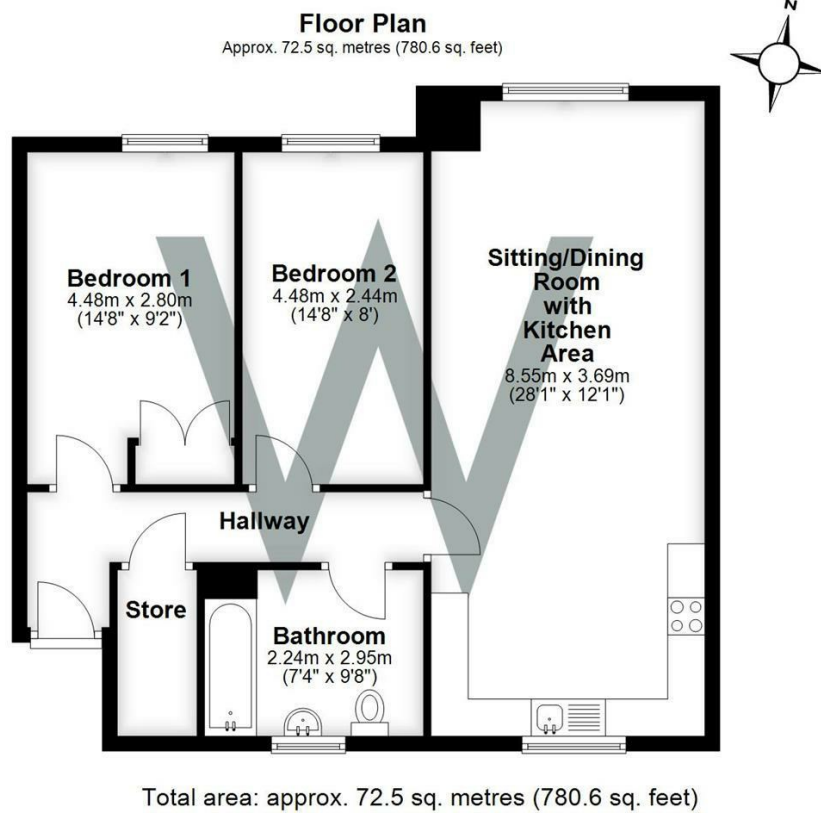 Floor Plan
Approx. 72.5 sq. metres (780.6 sq. feet)
N
Bedroom 1
4.48m x 2.80m
(14'8" x 9'2")
Bedroom 2
4.48m x 2.44m
(14'8" x 8')
Sitting/Dining
Room
with
Kitchen
Area
8.55m x 3.69m
(28'1" x 12'1")
Hallway
Store
Bathroom
2.24m x 2.95m
(7'4" x 9'8")
W
Total area: approx. 72.5 sq. metres (780.6 sq. feet)